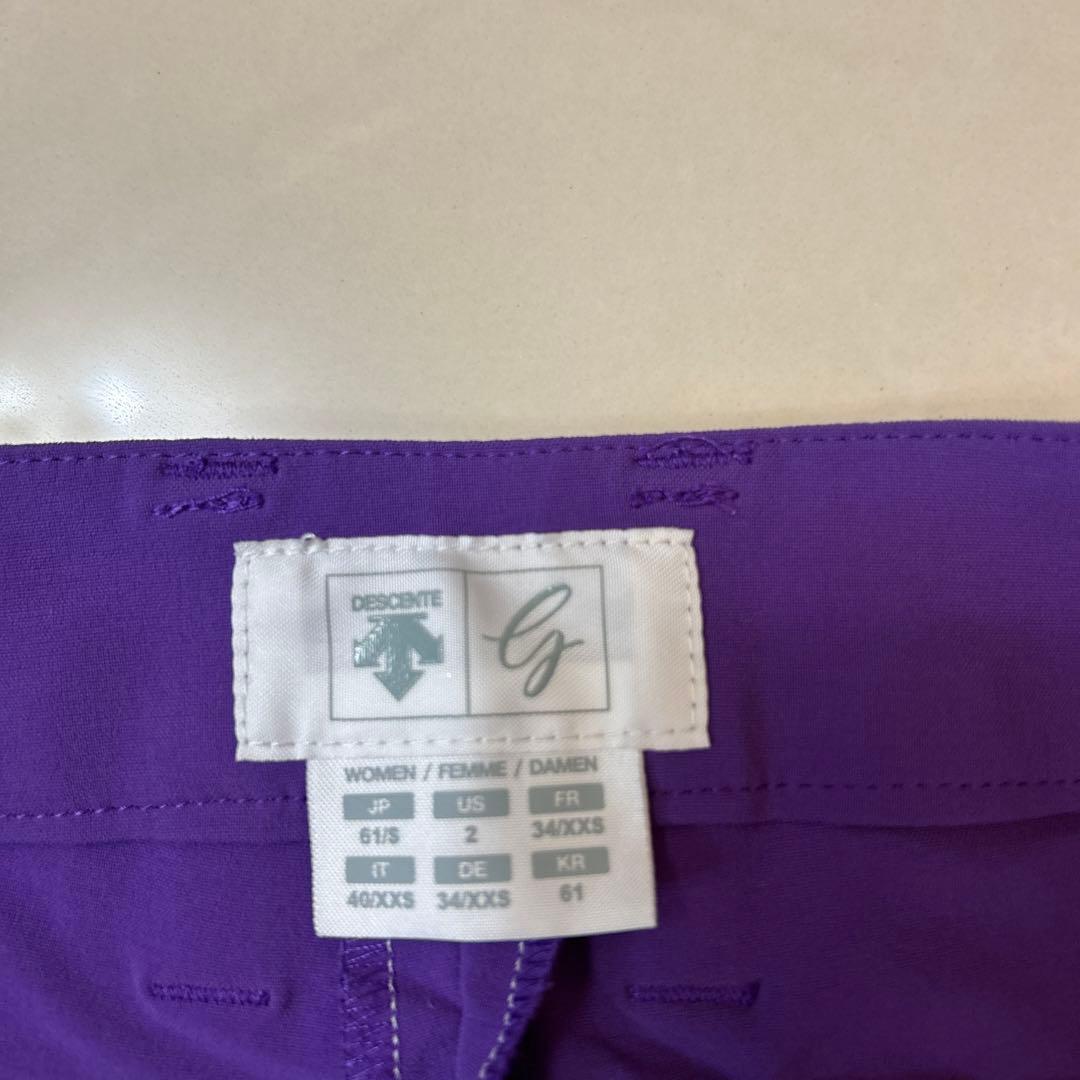 DESCENTE
lg
WOMEN / FEMME / DAMEN
JP US FR
61/S 2 34/XXS
IT DE KR
40/XXS 34/XXS 61